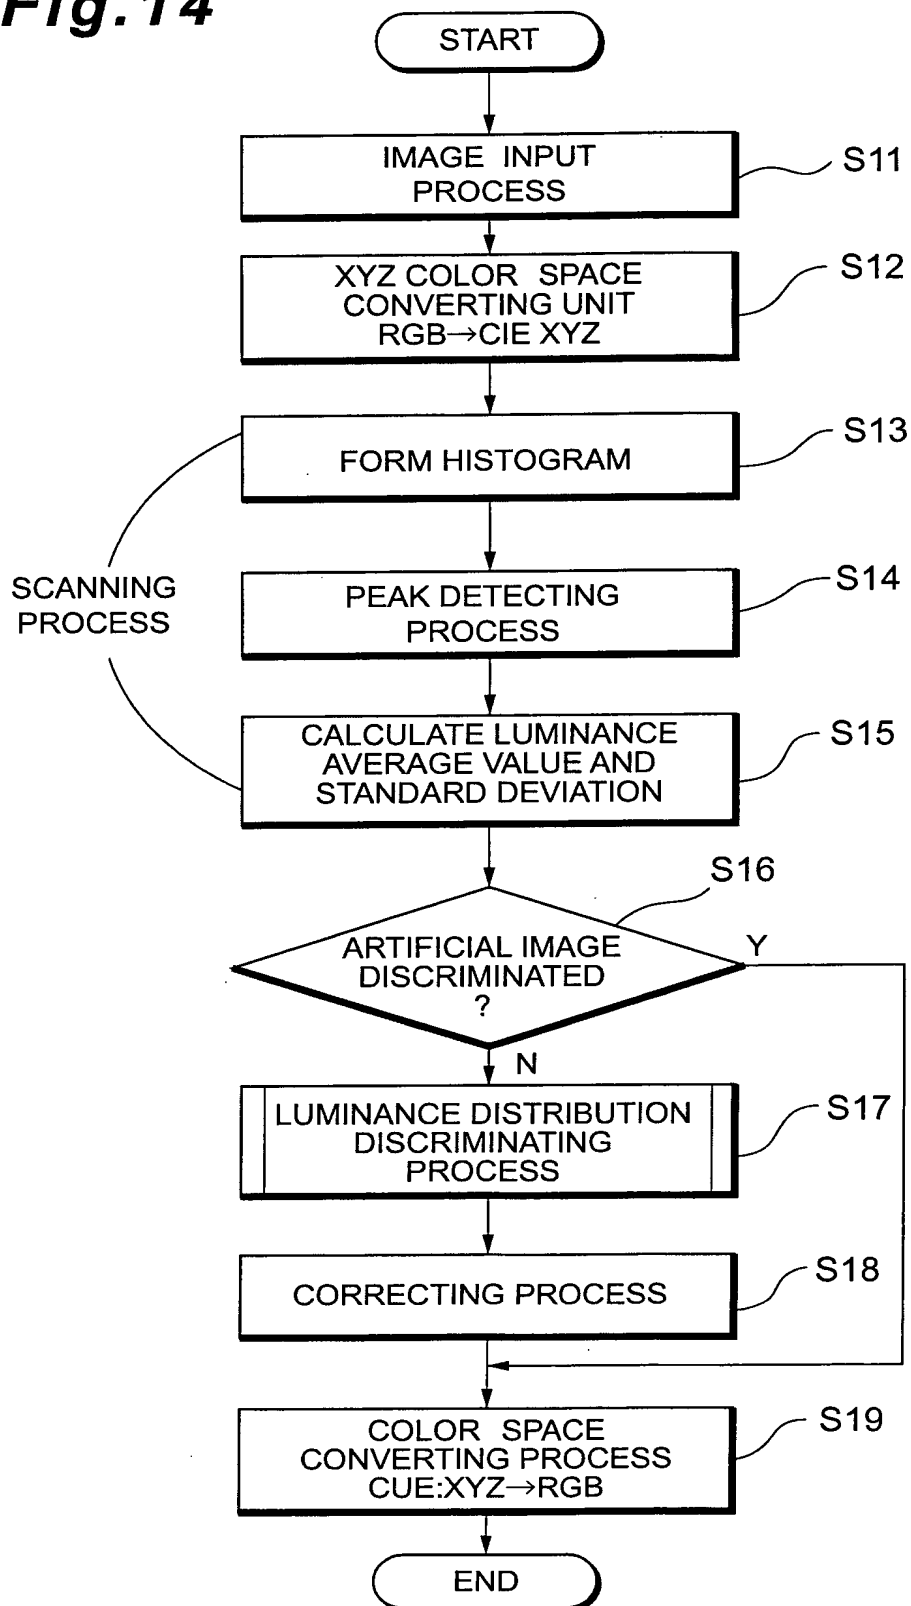 Fig.14
START
IMAGE INPUT
PROCESS
S11
XYZ COLOR SPACE
CONVERTING UNIT
RGB→CIE XYZ
S12
FORM HISTOGRAM
S13
SCANNING
PROCESS
PEAK DETECTING
PROCESS
S14
CALCULATE LUMINANCE
AVERAGE VALUE AND
STANDARD DEVIATION
S15
S16
ARTIFICIAL IMAGE
DISCRIMINATED
?
Y
N
LUMINANCE DISTRIBUTION
DISCRIMINATING
PROCESS
S17
CORRECTING PROCESS
S18
COLOR SPACE
CONVERTING PROCESS
CUE:XYZ→RGB
S19
END